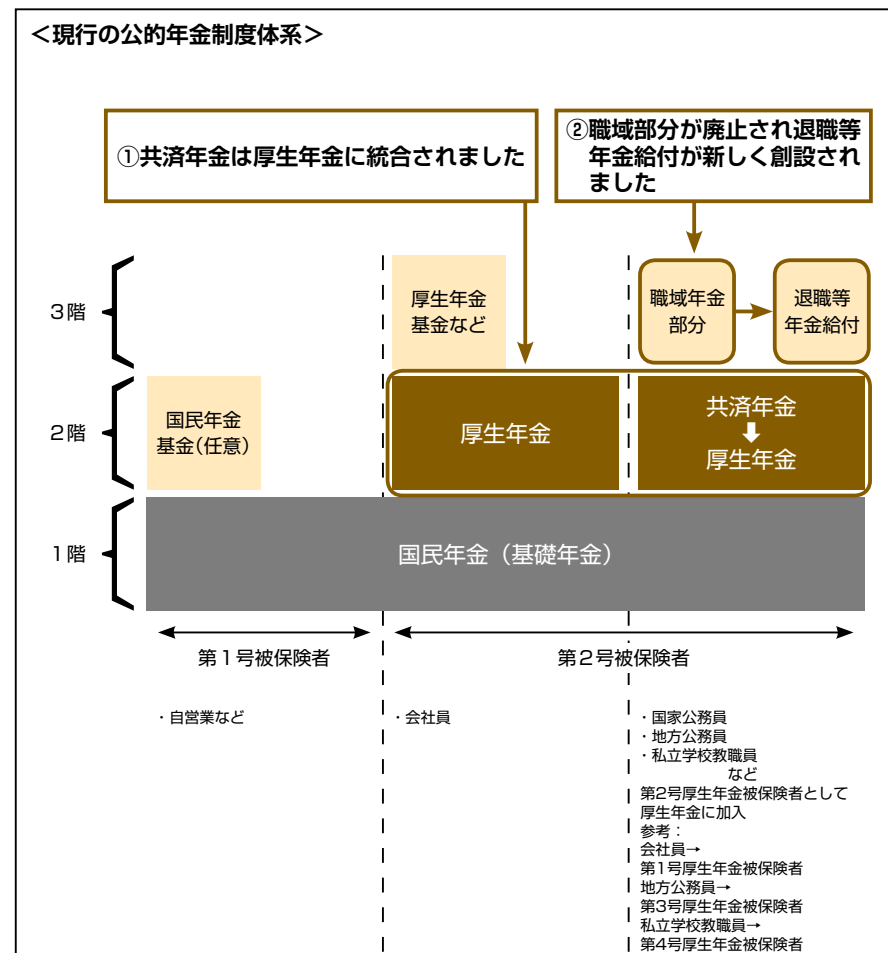 ＜現行の公的年金制度体系＞
①共済年金は厚生年金に統合されました
②職域部分が廃止され退職等
年金給付が新しく創設され
ました
3階
厚生年金
基金など
職域年金
部分
退職等
年金給付
2階
国民年金
基金(任意)
厚生年金
共済年金
厚生年金
1階
国民年金（基礎年金）
第1号被保険者
第2号被保険者
・自営業など
・会社員
・国家公務員
・地方公務員
・私立学校教職員
など
第2号厚生年金被保険者として
厚生年金に加入
参考：
会社員→
第1号厚生年金被保険者
地方公務員→
第3号厚生年金被保険者
私立学校教職員→
第4号厚生年金被保険者